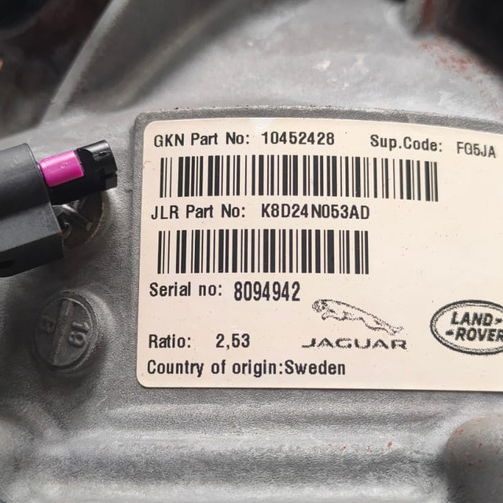 GKN Part No: 10452428 Sup.Code: FG5JA
JLR Part No: K8D24N053AD
Serial no: 8094942
Ratio: 2,53
JAGUAR
LAND-
-ROVER
Country of origin:Sweden